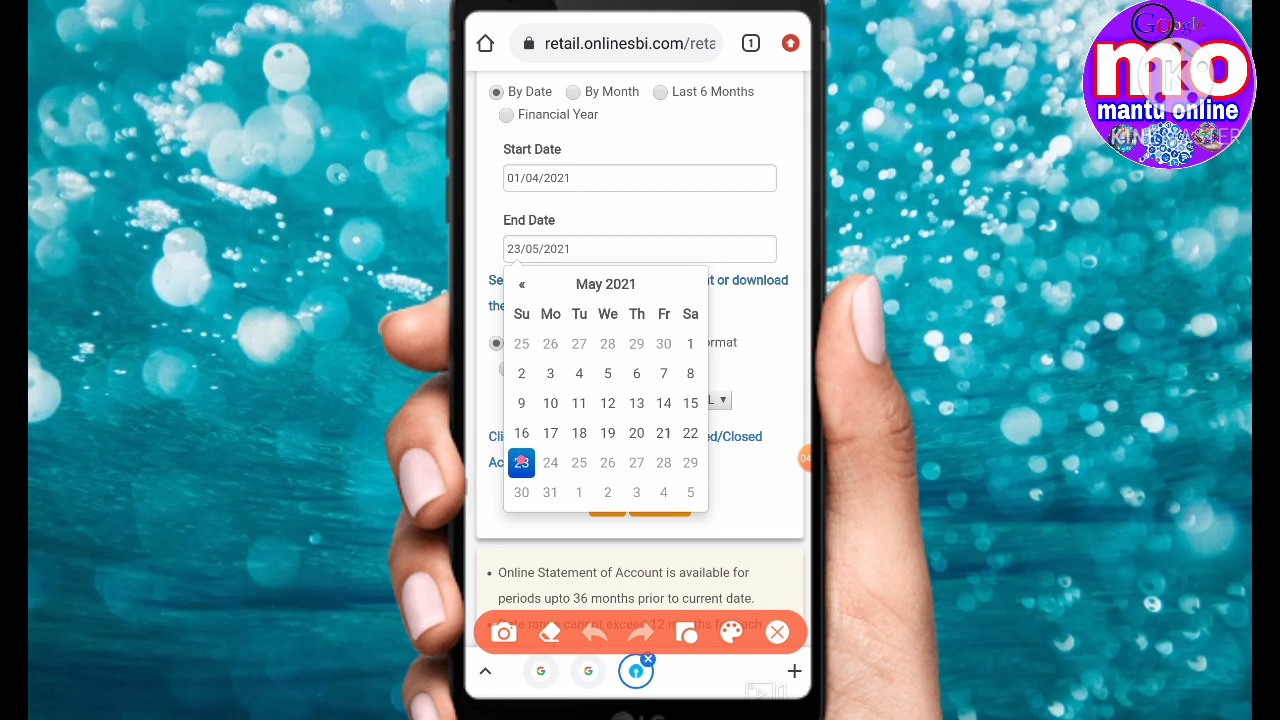 retail.onlinesbi.com/reta
1
By Date
By Month
Last 6 Months
Financial Year
Start Date
01/04/2021
End Date
23/05/2021
t or download
the
« May 2021
Su Mo Tu We Th Fr Sa
25 26 27 28 29 30 1
2 3 4 5 6 7 8
9 10 11 12 13 14 15
16 17 18 19 20 21 22
23 24 25 26 27 28 29
30 31 1 2 3 4 5
ormat
L
Cli
ed/Closed
Ac
04
• Online Statement of Account is available for
periods upto 36 months prior to current date.
Google
mko
mantu online
KINEMASTER
G
G
LG